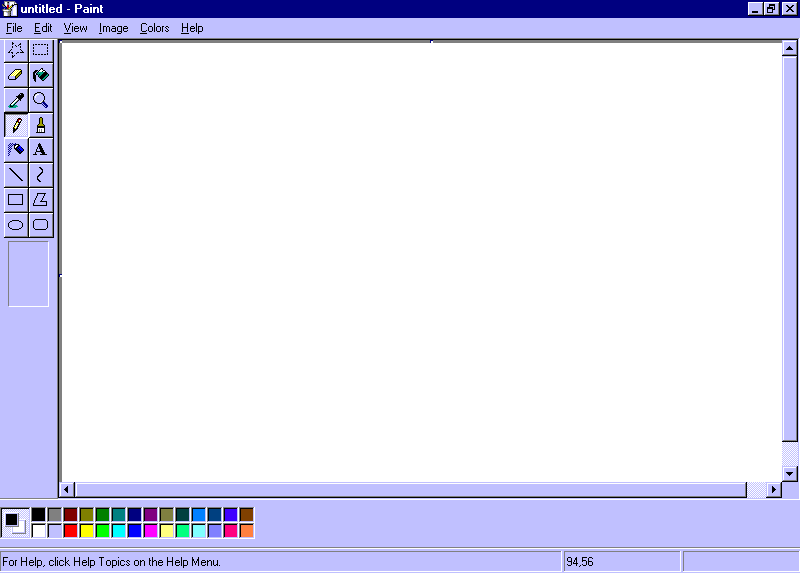 untitled - Paint
File Edit View Image Colors Help
A
For Help, click Help Topics on the Help Menu.
94,56